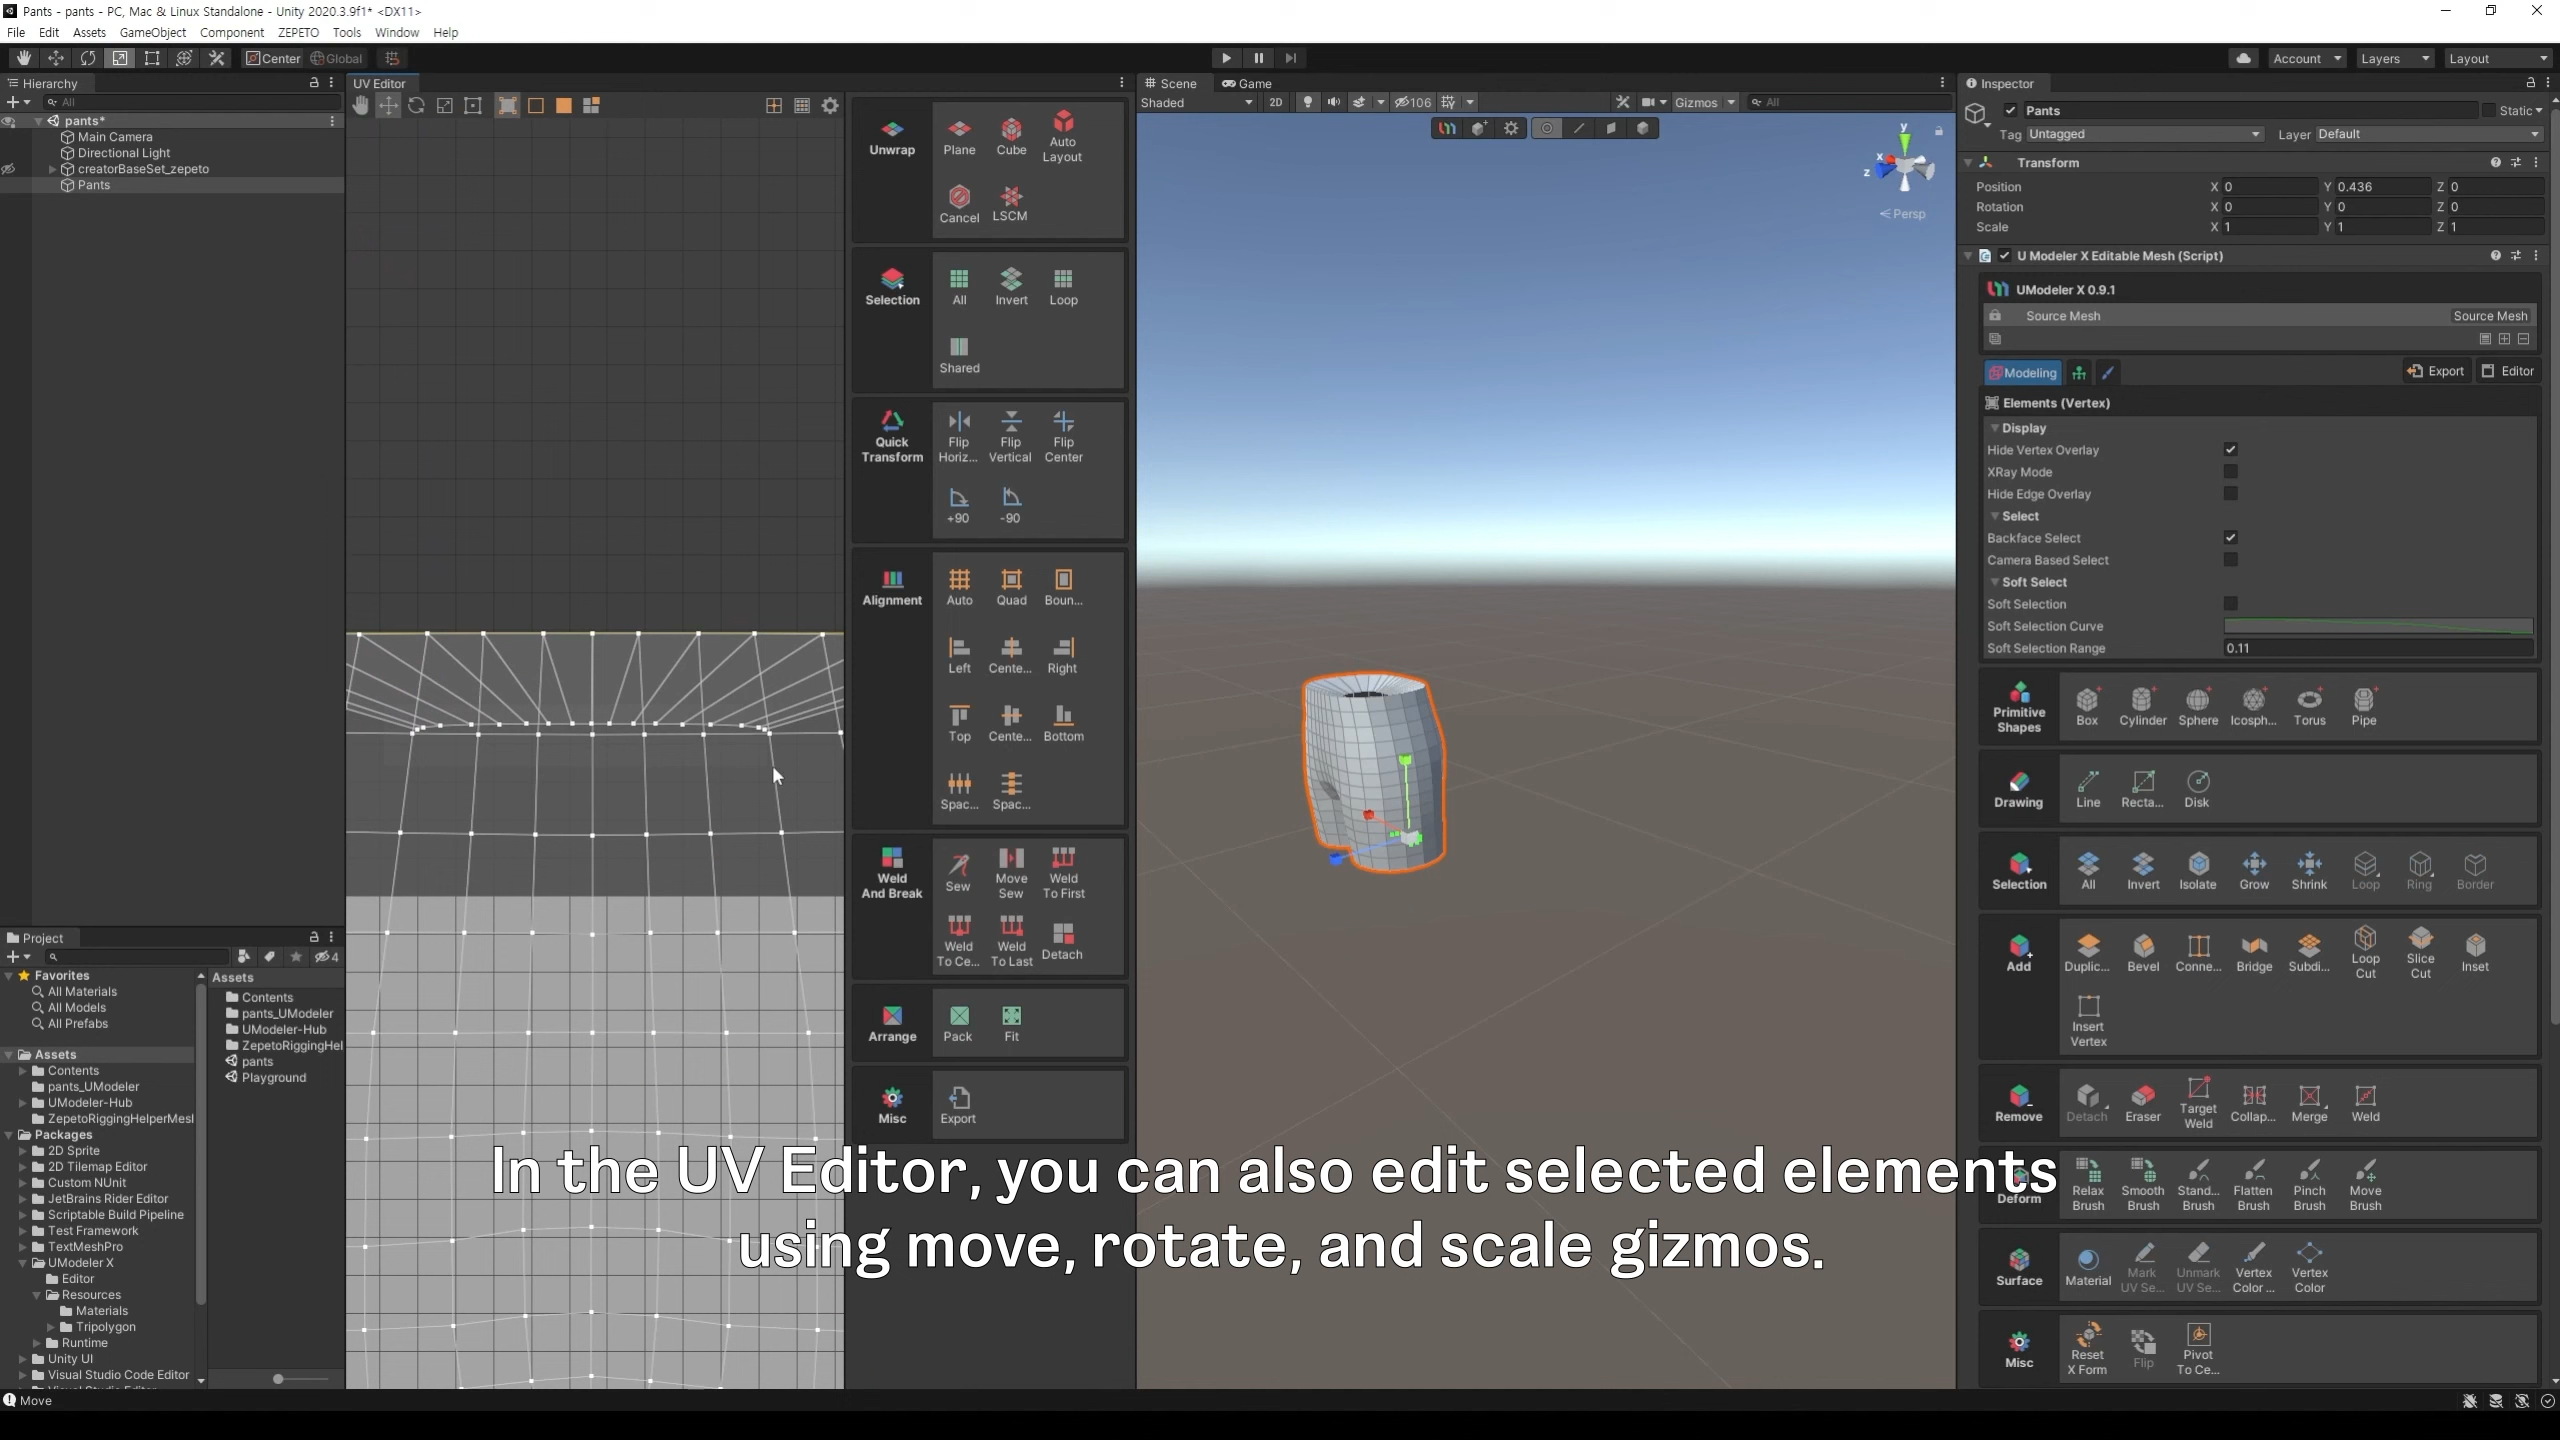 Pants - pants - PC, Mac & Linux Standalone - Unity 2020.3.9f1* <DX11>
File Edit Assets GameObject Component ZEPETO Tools Window Help
Center Global
Account Layers Layout
Hierarchy
All
pants*
Main Camera
Directional Light
creatorBaseSet_zepeto
Pants
UV Editor
Unwrap
Plane Cube Auto Layout
Cancel LSCM
Selection
All Invert Loop
Shared
Quick Transform
Flip Horiz... Flip Vertical Flip Center
+90 -90
Alignment
Auto Quad Boun...
Left Cente... Right
Top Cente... Bottom
Spac... Spac...
Weld And Break
Sew Move Sew Weld To First
Weld To Ce... Weld To Last Detach
Arrange
Pack Fit
Misc
Export
Scene Game
Shaded 2D 106 Gizmos All
y
x
z
Persp
Inspector
Pants Static
Tag Untagged Layer Default
Transform
Position X 0 Y 0.436 Z 0
Rotation X 0 Y 0 Z 0
Scale X 1 Y 1 Z 1
U Modeler X Editable Mesh (Script)
UModeler X 0.9.1
Source Mesh Source Mesh
Modeling Export Editor
Elements (Vertex)
Display
Hide Vertex Overlay
XRay Mode
Hide Edge Overlay
Select
Backface Select
Camera Based Select
Soft Select
Soft Selection
Soft Selection Curve
Soft Selection Range 0.11
Primitive Shapes
Box Cylinder Sphere Icosph... Torus Pipe
Drawing
Line Recta... Disk
Selection
All Invert Isolate Grow Shrink Loop Ring Border
Add
Duplic... Bevel Conne... Bridge Subdi... Loop Cut Slice Cut Inset
Insert Vertex
Remove
Detach Eraser Target Weld Collap... Merge Weld
Deform
Relax Brush Smooth Brush Stand... Brush Flatten Brush Pinch Brush Move Brush
Surface
Material Mark UV Se... Unmark UV Se... Vertex Color ... Vertex Color
Misc
Reset X Form Flip Pivot To Ce...
Project
4
Favorites
All Materials
All Models
All Prefabs
Assets
Contents
pants_UModeler
UModeler-Hub
ZepetoRiggingHelperMesl
Packages
2D Sprite
2D Tilemap Editor
Custom NUnit
JetBrains Rider Editor
Scriptable Build Pipeline
Test Framework
TextMeshPro
UModeler X
Editor
Resources
Materials
Tripolygon
Runtime
Unity UI
Visual Studio Code Editor
Assets
Contents
pants_UModeler
UModeler-Hub
ZepetoRiggingHel
pants
Playground
In the UV Editor, you can also edit selected elements
using move, rotate, and scale gizmos.
Move